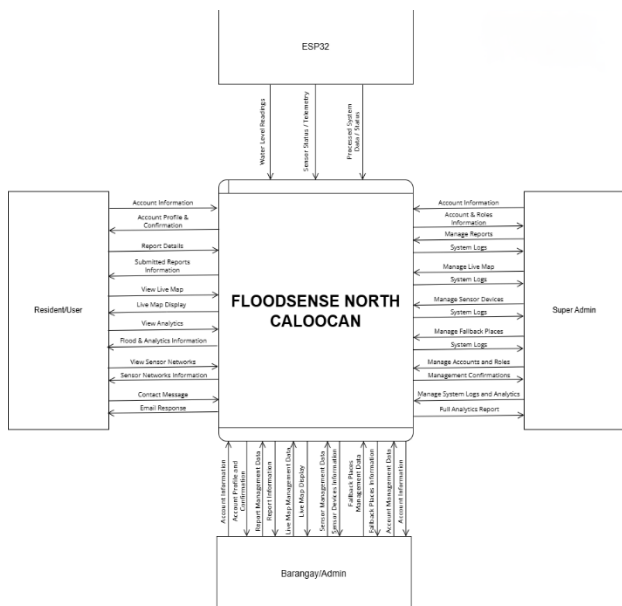 ESP32
Water Level Readings
Sensor Status / Telemetry
Processed System
Data / Status
Resident/User
Account Information
Account Profile &
Confirmation
Report Details
Submitted Reports
Information
View Live Map
Live Map Display
View Analytics
Flood & Analytics Information
View Sensor Networks
Sensor Networks Information
Contact Message
Email Response
FLOODSENSE NORTH
CALOOCAN
Account Information
Account & Roles
Information
Manage Reports
System Logs
Manage Live Map
System Logs
Manage Sensor Devices
System Logs
Manage Fallback Places
System Logs
Manage Accounts and Roles
Management Confirmations
Manage System Logs and Analytics
Full Analytics Report
Super Admin
Account Information
Account Profile and
Confirmation
Report Management Data
Report Information
Live Map Management Data
Live Map Display
Sensor Management Data
Sensor Devices Information
Fallback Places
Management Data
Fallback Places Information
Account Management Data
Account Information
Barangay/Admin